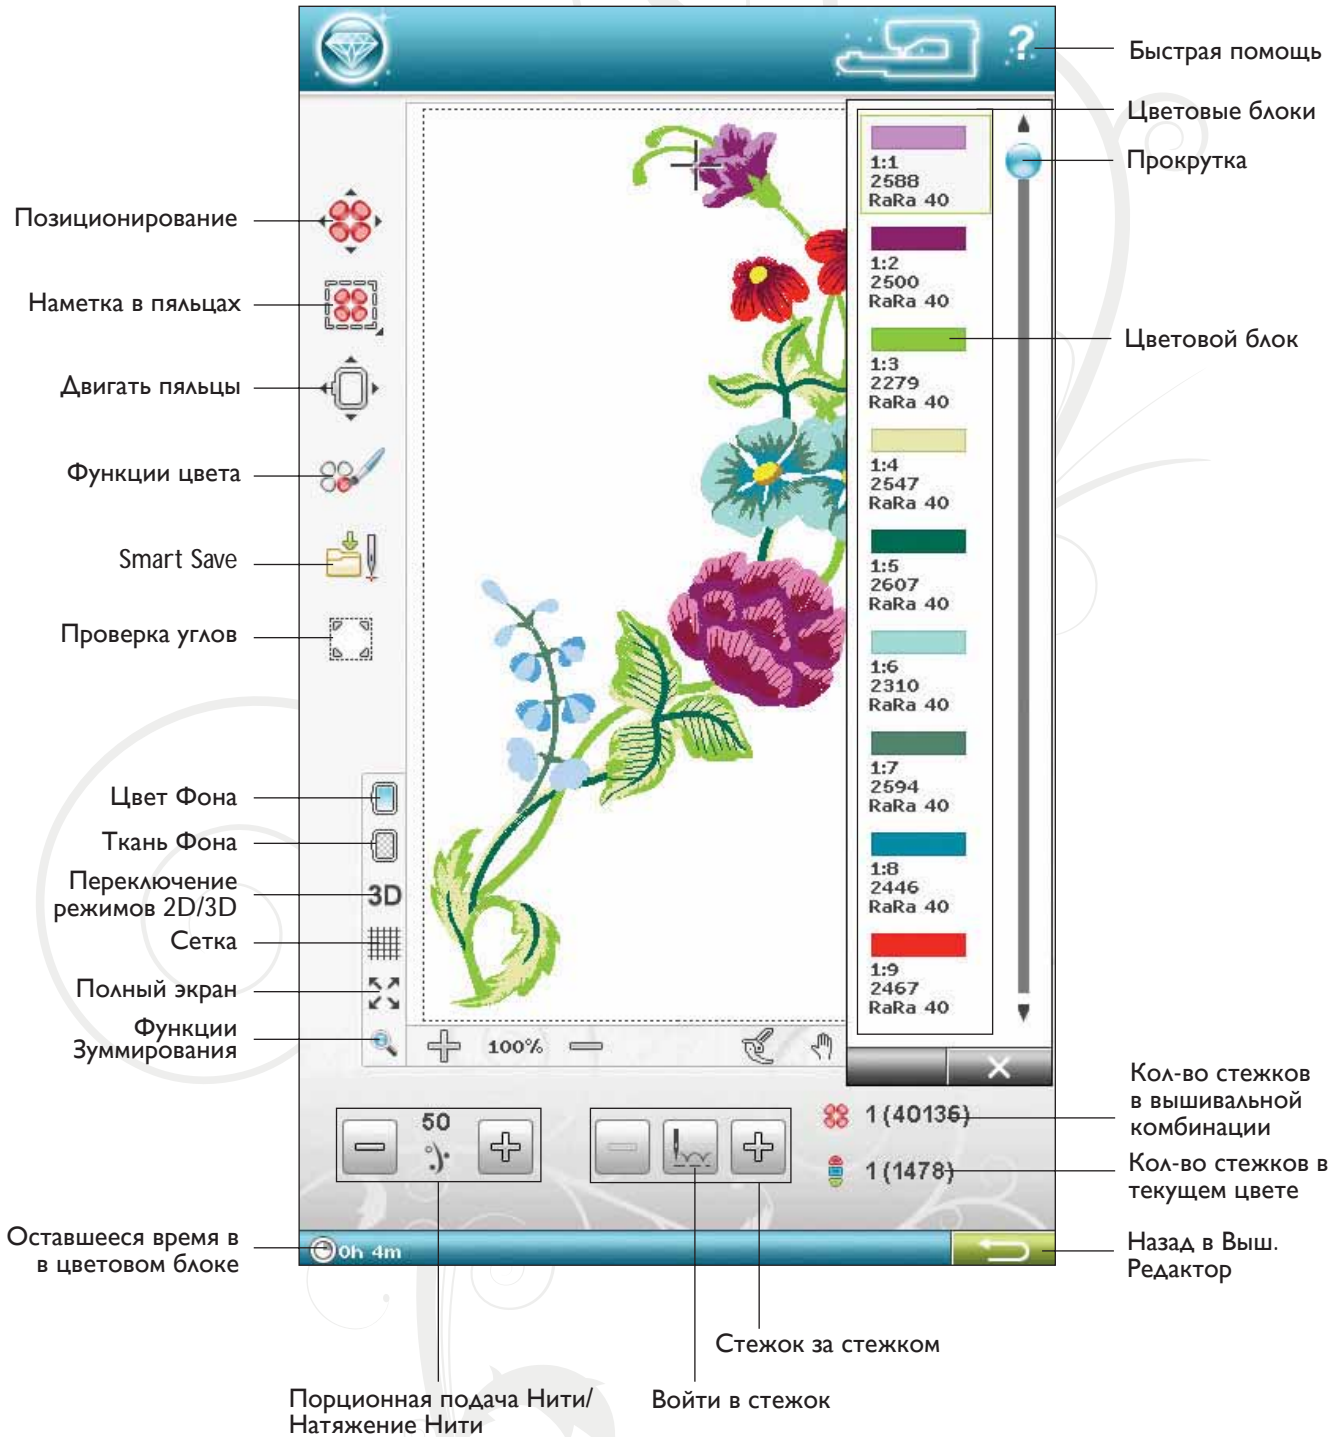 ?
Быстрая помощь
Цветовые блоки
Прокрутка
Цветовой блок
Позиционирование
Наметка в пяльцах
Двигать пяльцы
Функции цвета
Smart Save
Проверка углов
Цвет Фона
Ткань Фона
Переключение
режимов 2D/3D
Сетка
Полный экран
Функции
Зуммирования
3D
1:1
2588
RaRa 40
1:2
2500
RaRa 40
1:3
2279
RaRa 40
1:4
2547
RaRa 40
1:5
2607
RaRa 40
1:6
2310
RaRa 40
1:7
2594
RaRa 40
1:8
2446
RaRa 40
1:9
2467
RaRa 40
100%
50
1(40136)
1(1478)
Кол-во стежков
в вышивальной
комбинации
Кол-во стежков в
текущем цвете
Оставшееся время в
в цветовом блоке
0h 4m
Назад в Выш.
Редактор
Стежок за стежком
Войти в стежок
Порционная подача Нити/
Натяжение Нити